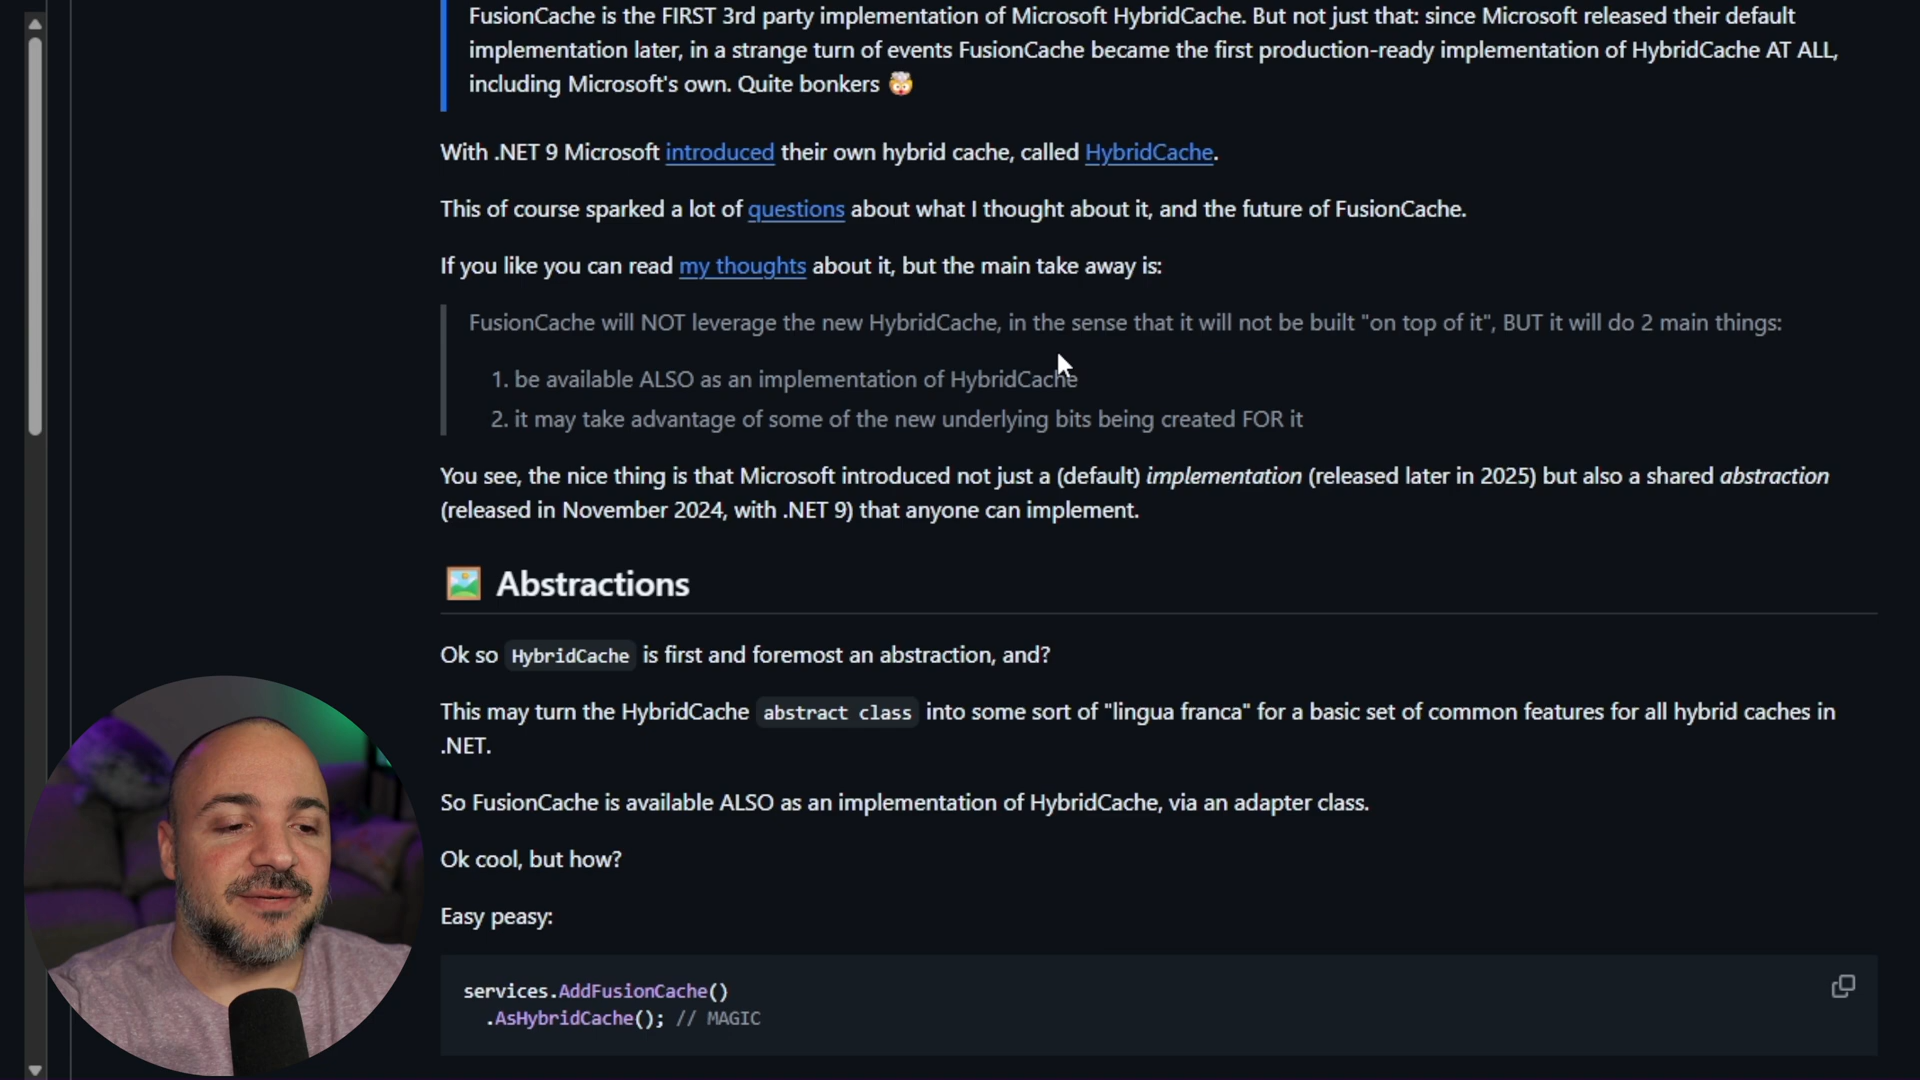 FusionCache is the FIRST 3rd party implementation of Microsoft HybridCache. But not just that: since Microsoft released their default
implementation later, in a strange turn of events FusionCache became the first production-ready implementation of HybridCache AT ALL,
including Microsoft's own. Quite bonkers 🤯
With .NET 9 Microsoft introduced their own hybrid cache, called HybridCache.
This of course sparked a lot of questions about what I thought about it, and the future of FusionCache.
If you like you can read my thoughts about it, but the main take away is:
FusionCache will NOT leverage the new HybridCache, in the sense that it will not be built "on top of it", BUT it will do 2 main things:
1. be available ALSO as an implementation of HybridCache
2. it may take advantage of some of the new underlying bits being created FOR it
You see, the nice thing is that Microsoft introduced not just a (default) implementation (released later in 2025) but also a shared abstraction
(released in November 2024, with .NET 9) that anyone can implement.
🖼️ Abstractions
Ok so HybridCache is first and foremost an abstraction, and?
This may turn the HybridCache abstract class into some sort of "lingua franca" for a basic set of common features for all hybrid caches in
.NET.
So FusionCache is available ALSO as an implementation of HybridCache, via an adapter class.
Ok cool, but how?
Easy peasy:
services.AddFusionCache()
.AsHybridCache(); // MAGIC